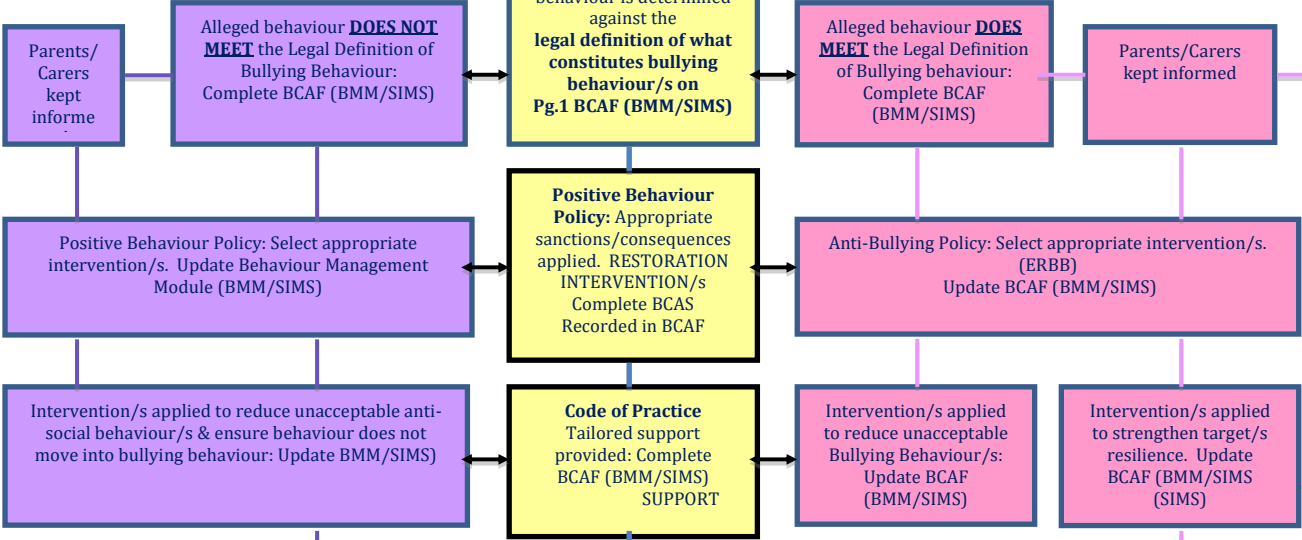 Parents/
Carers
kept
informe
Alleged behaviour DOES NOT
MEET the Legal Definition of
Bullying Behaviour:
Complete BCAF (BMM/SIMS)
behaviour is determined
against the
legal definition of what
constitutes bullying
behaviour/s on
Pg.1 BCAF (BMM/SIMS)
Alleged behaviour DOES
MEET the Legal Definition
of Bullying behaviour:
Complete BCAF
(BMM/SIMS)
Parents/Carers
kept informed
Positive Behaviour Policy: Select appropriate
intervention/s. Update Behaviour Management
Module (BMM/SIMS)
Positive Behaviour
Policy: Appropriate
sanctions/consequences
applied. RESTORATION
INTERVENTION/s
Complete BCAS
Recorded in BCAF
Anti-Bullying Policy: Select appropriate intervention/s.
(ERBB)
Update BCAF (BMM/SIMS)
Intervention/s applied to reduce unacceptable anti-
social behaviour/s & ensure behaviour does not
move into bullying behaviour: Update BMM/SIMS)
Code of Practice
Tailored support
provided: Complete
BCAF (BMM/SIMS)
SUPPORT
Intervention/s applied
to reduce unacceptable
Bullying Behaviour/s:
Update BCAF
(BMM/SIMS)
Intervention/s applied
to strengthen target/s
resilience. Update
BCAF (BMM/SIMS
(SIMS)